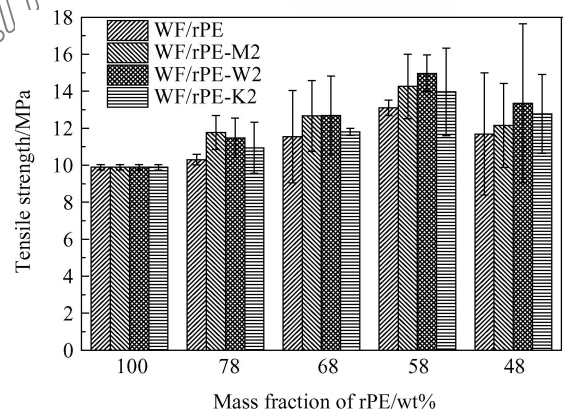 18
16
14
12
10
8
6
4
2
0
Tensile strength/MPa
WF/rPE
WF/rPE-M2
WF/rPE-W2
WF/rPE-K2
100 78 68 58 48
Mass fraction of rPE/wt%